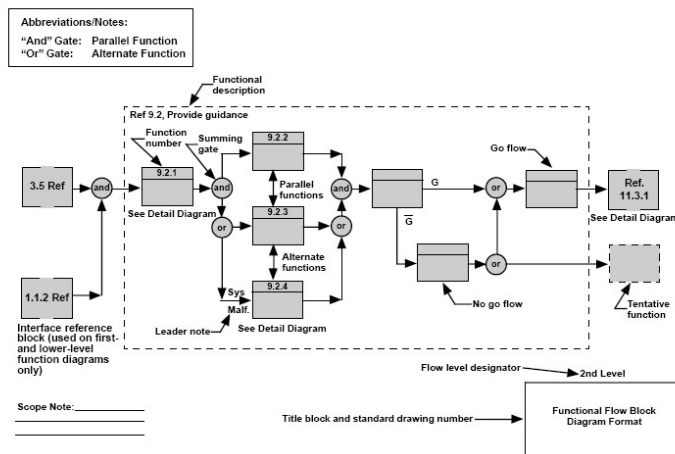 Abbreviations/Notes:
“And” Gate: Parallel Function
“Or” Gate: Alternate Function
Functional
description
Ref 9.2, Provide guidance
Function
number
Summing
gate
9.2.2
Go flow
9.2.1
3.5 Ref
and
and
Parallel
functions
and
G
or
Ref.
11.3.1
See Detail Diagram
See Detail Diagram
9.2.3
or
or
G
Alternate
functions
or
1.1.2 Ref
Sys
Malf.
9.2.4
No go flow
Tentative
function
Leader note
See Detail Diagram
Interface reference
block (used on first-
and lower-level
function diagrams
only)
Flow level designator
2nd Level
Scope Note:
Title block and standard drawing number
Functional Flow Block
Diagram Format